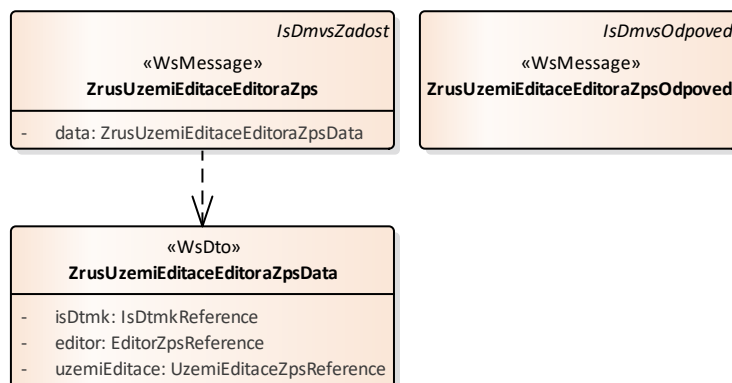 IsDmvsZadost
«WsMessage»
ZrusUzemiEditaceEditoraZps
- data: ZrusUzemiEditaceEditoraZpsData
IsDmvsOdpoved
«WsMessage»
ZrusUzemiEditaceEditoraZpsOdpoved
«WsDto»
ZrusUzemiEditaceEditoraZpsData
- isDtmk: IsDtmkReference
- editor: EditorZpsReference
- uzemiEditace: UzemiEditaceZpsReference